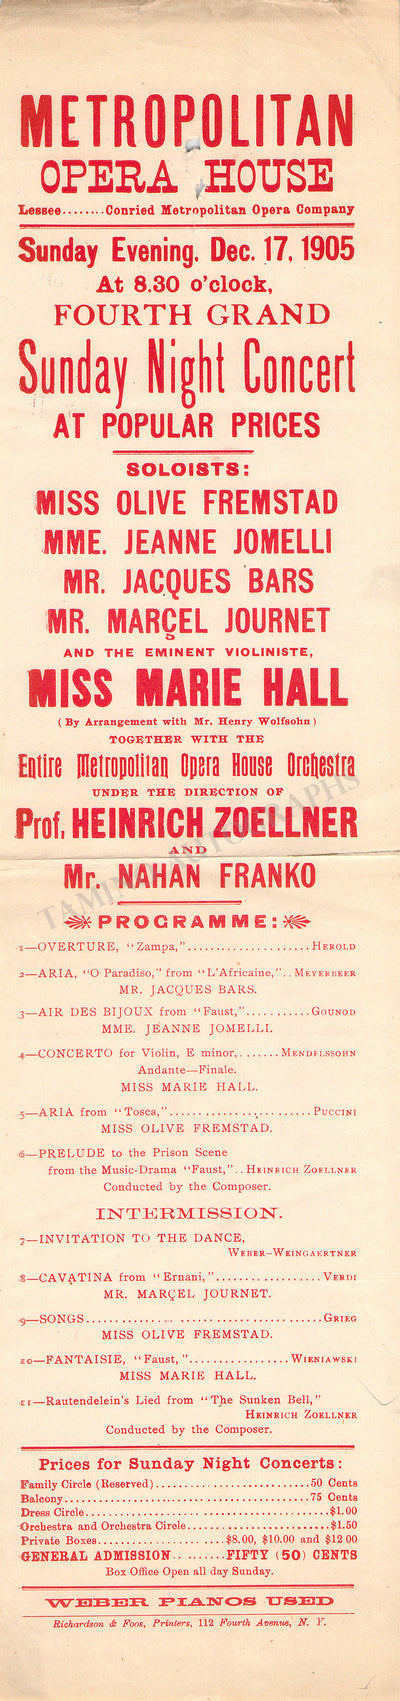 METROPOLITAN
OPERA HOUSE
Lessee........Conried Metropolitan Opera Company
Sunday Evening, Dec. 17, 1905
At 8.30 o'clock,
FOURTH GRAND
Sunday Night Concert
AT POPULAR PRICES
SOLOISTS:
MISS OLIVE FREMSTAD
MME. JEANNE JOMELLI
MR. JACQUES BARS
MR. MARÇEL JOURNET
AND THE EMINENT VIOLINISTE,
MISS MARIE HALL
(By Arrangement with Mr. Henry Wolfsohn)
TOGETHER WITH THE
Entire Metropolitan Opera House Orchestra
UNDER THE DIRECTION OF
Prof. HEINRICH ZOELLNER
AND
Mr. NAHAN FRANKO
TAMINO AUTOGRAPHS
PROGRAMME:
1—OVERTURE, "Zampa,".....................HEROLD
2—ARIA, "O Paradiso," from "L'Africaine,"..MEYERBEER
MR. JACQUES BARS.
3—AIR DES BIJOUX from "Faust,"...........GOUNOD
MME. JEANNE JOMELLI.
4—CONCERTO for Violin, E minor,.......MENDELSSOHN
Andante—Finale.
MISS MARIE HALL.
5—ARIA from "Tosca,"........................PUCCINI
MISS OLIVE FREMSTAD.
6—PRELUDE to the Prison Scene
from the Music-Drama "Faust,"..HEINRICH ZOELLNER
Conducted by the Composer.
INTERMISSION.
7—INVITATION TO THE DANCE,
WEBER-WEINGAERTNER
8—CAVATINA from "Ernani,"..................VERDI
MR. MARÇEL JOURNET.
9—SONGS.........................................GRIEG
MISS OLIVE FREMSTAD.
10—FANTAISIE, "Faust,".................WIENIAWSKI
MISS MARIE HALL.
11—Rautendelein's Lied from "The Sunken Bell,"
HEINRICH ZOELLNER
Conducted by the Composer.
Prices for Sunday Night Concerts:
Family Circle (Reserved)............................50 Cents
Balcony.............................................75 Cents
Dress Circle............................................$1.00
Orchestra and Orchestra Circle..........................$1.50
Private Boxes.......................$8.00, $10.00 and $12 00
GENERAL ADMISSION.. .......FIFTY (50) CENTS
Box Office Open all day Sunday.
WEBER PIANOS USED
Richardson & Foos, Printers, 112 Fourth Avenue, N. Y.